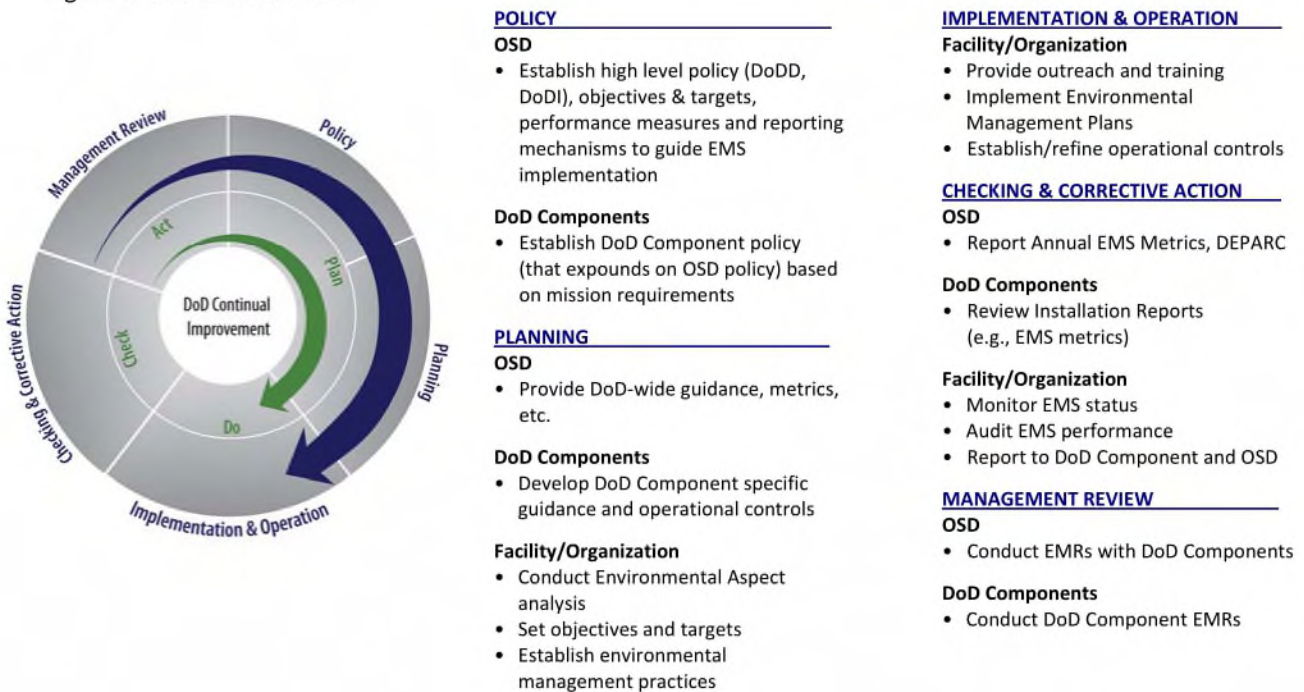 Management Review
Policy
Act
Plan
DoD Continual
Improvement
Check
Do
Planning
Checking & Corrective Action
Implementation & Operation
POLICY
OSD
• Establish high level policy (DoDD,
DoDI), objectives & targets,
performance measures and reporting
mechanisms to guide EMS
implementation
DoD Components
• Establish DoD Component policy
(that expounds on OSD policy) based
on mission requirements
PLANNING
OSD
• Provide DoD-wide guidance, metrics,
etc.
DoD Components
• Develop DoD Component specific
guidance and operational controls
Facility/Organization
• Conduct Environmental Aspect
analysis
• Set objectives and targets
• Establish environmental
management practices
IMPLEMENTATION & OPERATION
Facility/Organization
• Provide outreach and training
• Implement Environmental
Management Plans
• Establish/refine operational controls
CHECKING & CORRECTIVE ACTION
OSD
• Report Annual EMS Metrics, DEPARC
DoD Components
• Review Installation Reports
(e.g., EMS metrics)
Facility/Organization
• Monitor EMS status
• Audit EMS performance
• Report to DoD Component and OSD
MANAGEMENT REVIEW
OSD
• Conduct EMRs with DoD Components
DoD Components
• Conduct DoD Component EMRs